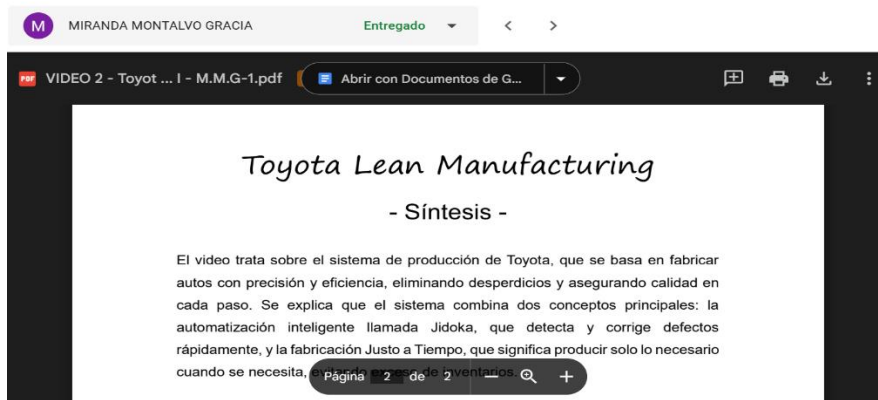 M MIRANDA MONTALVO GRACIA Entregado
PDF VIDEO 2 - Toyot ... I - M.M.G-1.pdf Abrir con Documentos de G...
Toyota Lean Manufacturing
- Síntesis -
El video trata sobre el sistema de producción de Toyota, que se basa en fabricar
autos con precisión y eficiencia, eliminando desperdicios y asegurando calidad en
cada paso. Se explica que el sistema combina dos conceptos principales: la
automatización inteligente llamada Jidoka, que detecta y corrige defectos
rápidamente, y la fabricación Justo a Tiempo, que significa producir solo lo necesario
cuando se necesita, evitando exceso de inventarios.
Página 2 de 2